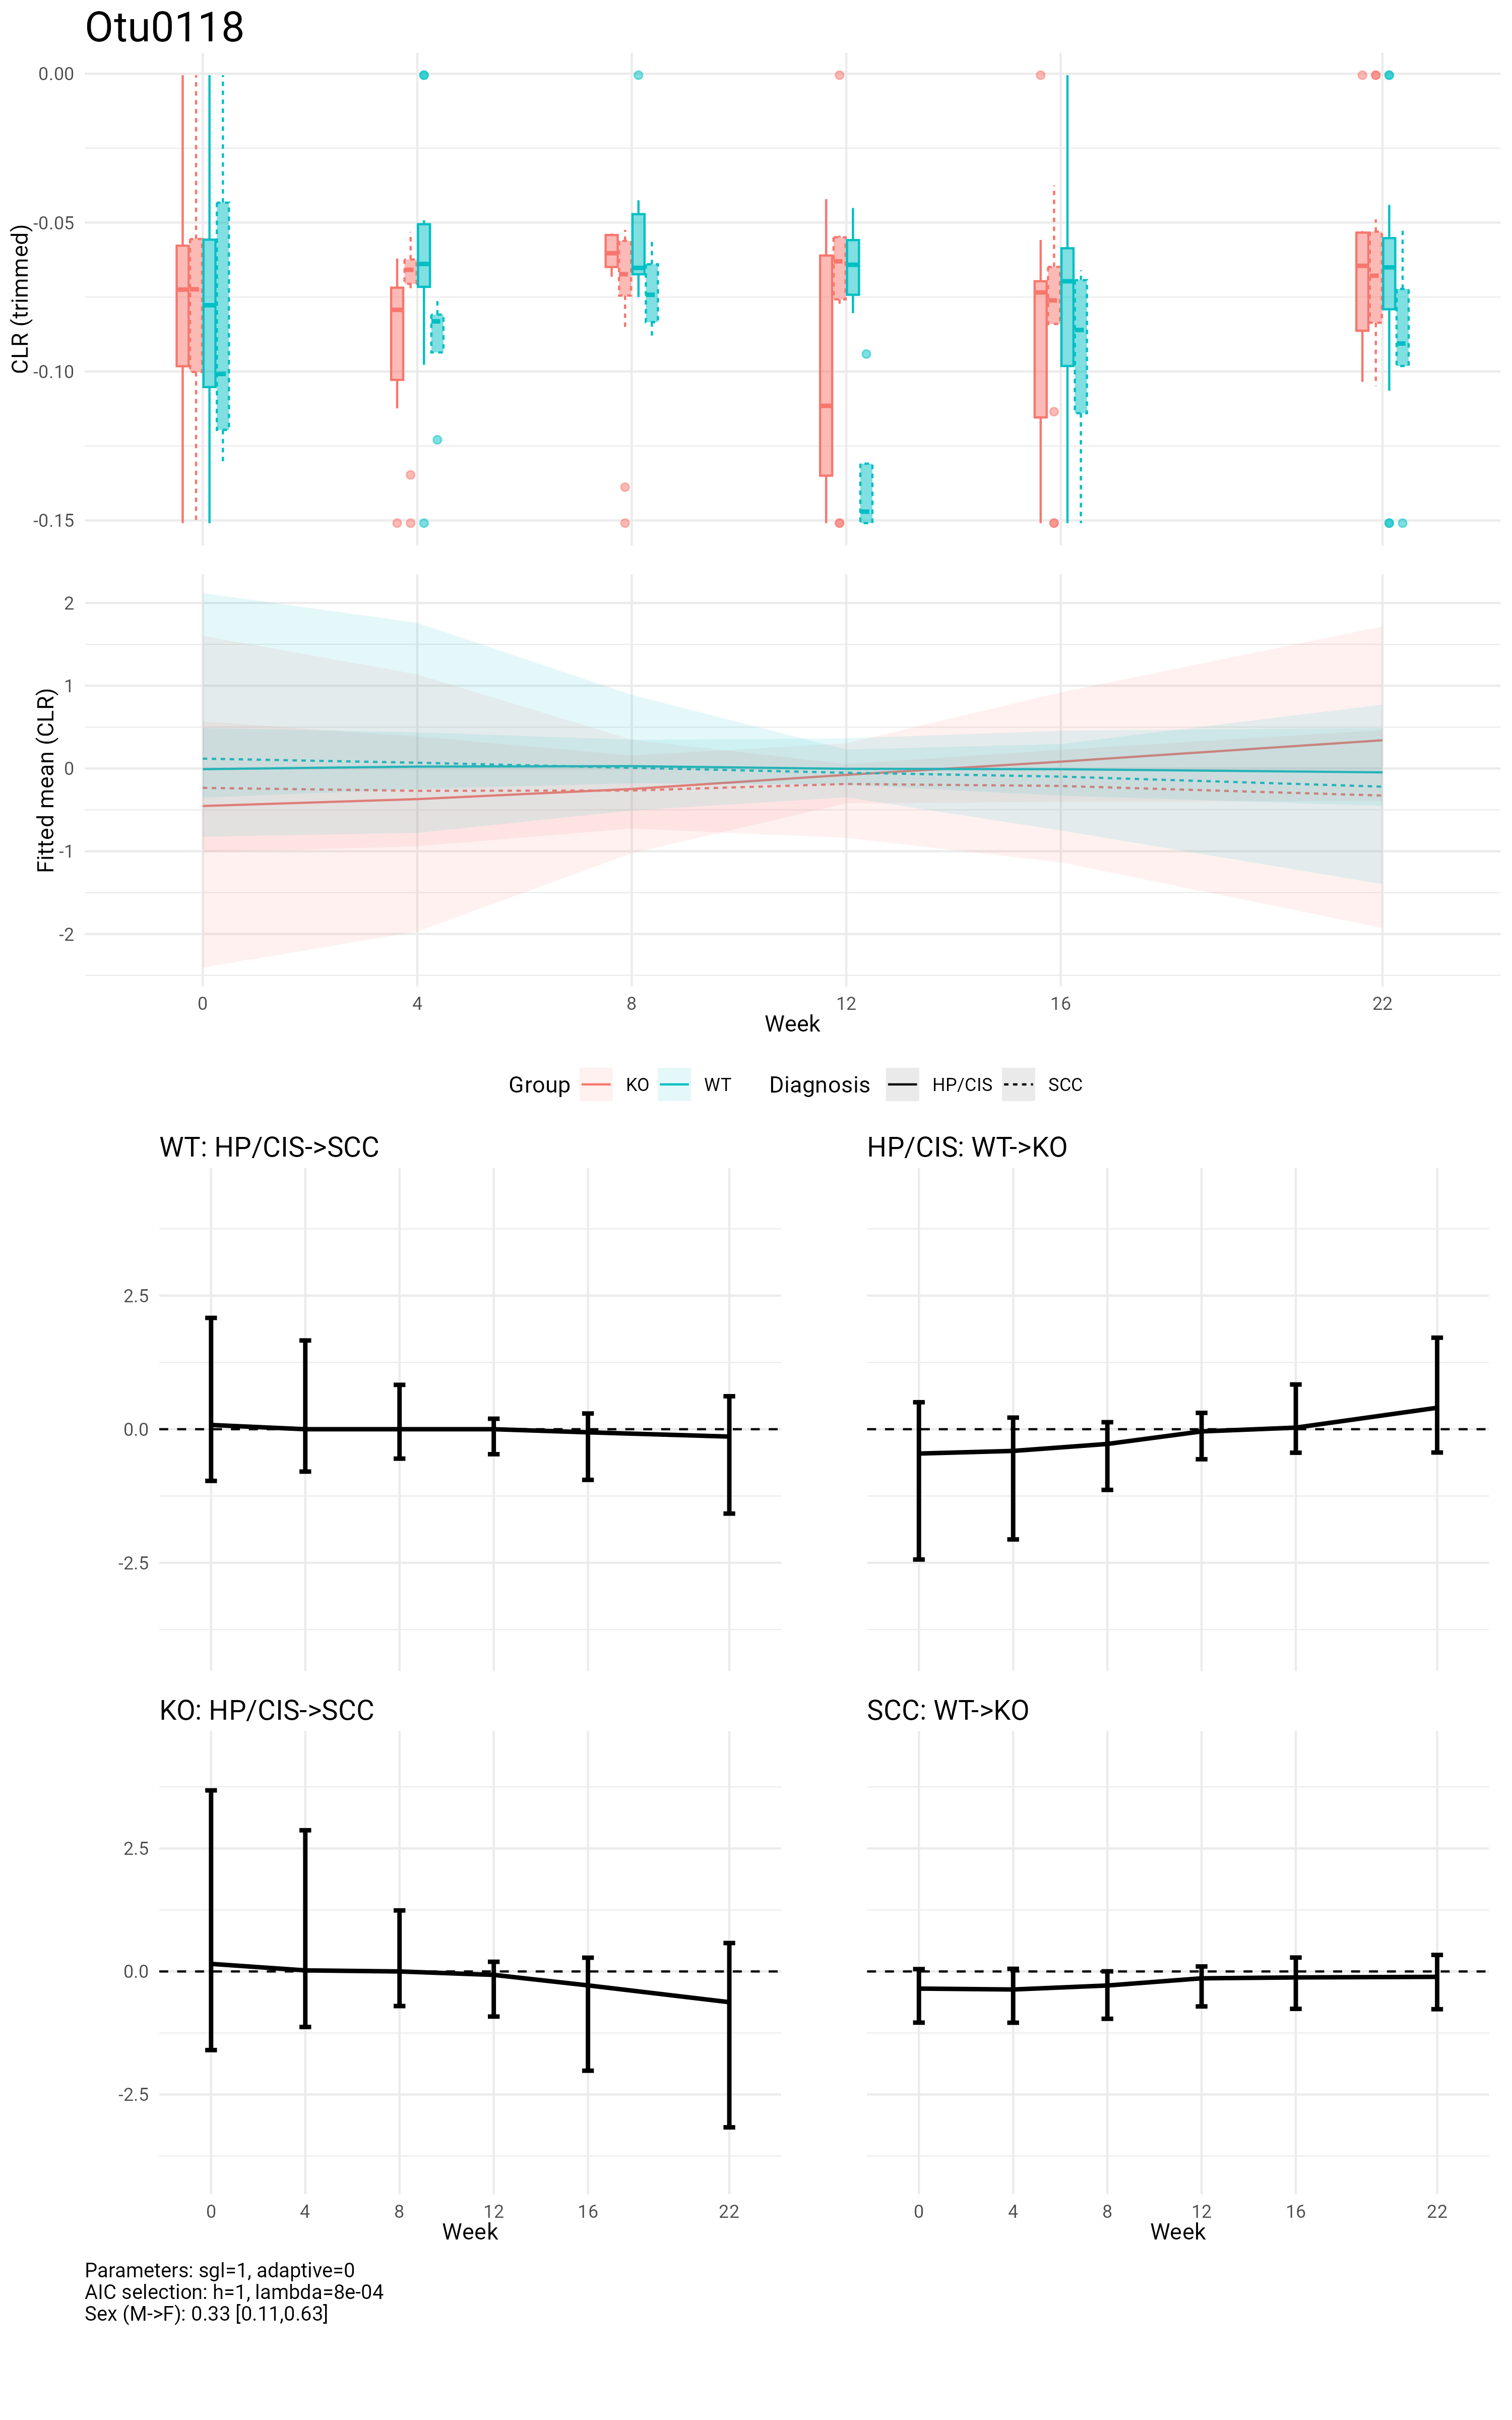 Otu0118
CLR (trimmed)
0.00
-0.05
-0.10
-0.15
Fitted mean (CLR)
2
1
0
-1
-2
0 4 8 12 16 22
Week
Group KO WT Diagnosis HP/CIS SCC
WT: HP/CIS->SCC HP/CIS: WT->KO
2.5
0.0
-2.5
KO: HP/CIS->SCC SCC: WT->KO
2.5
0.0
-2.5
0 4 8 12 16 22 0 4 8 12 16 22
Week Week
Parameters: sgl=1, adaptive=0
AIC selection: h=1, lambda=8e-04
Sex (M->F): 0.33 [0.11,0.63]